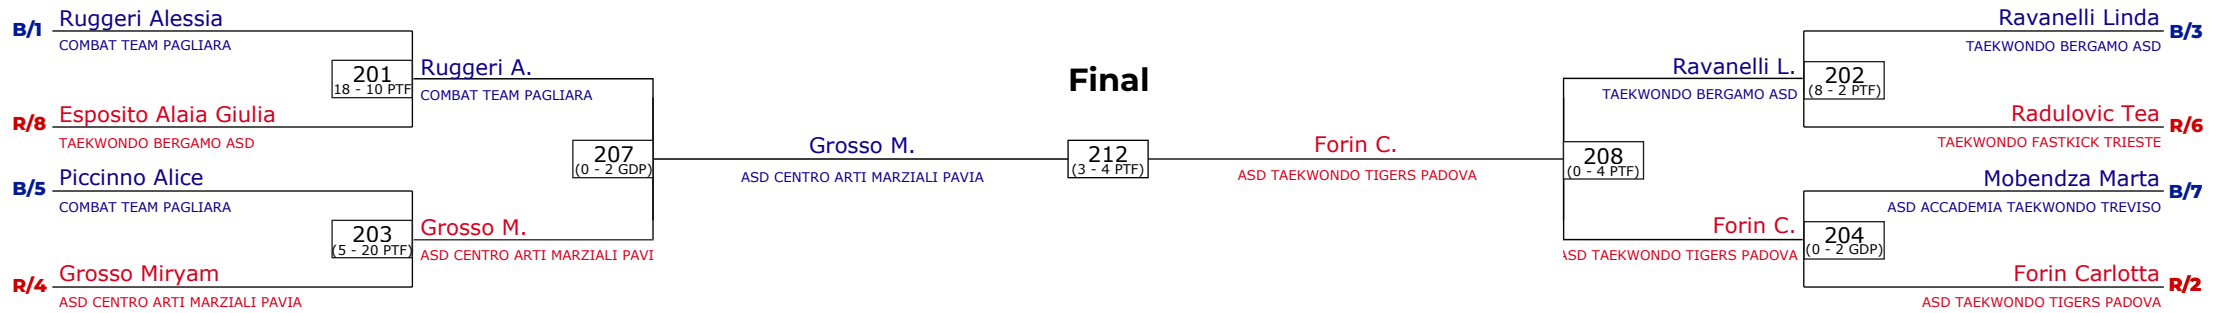 B/1 Ruggeri Alessia
COMBAT TEAM PAGLIARA
201
18 - 10 PTF
R/8 Esposito Alaia Giulia
TAEKWONDO BERGAMO ASD
Ruggeri A.
COMBAT TEAM PAGLIARA
207
(0 - 2 GDP)
B/5 Piccinno Alice
COMBAT TEAM PAGLIARA
203
(5 - 20 PTF)
R/4 Grosso Miryam
ASD CENTRO ARTI MARZIALI PAVIA
Grosso M.
ASD CENTRO ARTI MARZIALI PAVI
Final
Grosso M.
ASD CENTRO ARTI MARZIALI PAVIA
212
(3 - 4 PTF)
Forin C.
ASD TAEKWONDO TIGERS PADOVA
Ravanelli L.
TAEKWONDO BERGAMO ASD
208
(0 - 4 PTF)
Forin C.
ASD TAEKWONDO TIGERS PADOVA
Ravanelli Linda B/3
TAEKWONDO BERGAMO ASD
202
(8 - 2 PTF)
Radulovic Tea R/6
TAEKWONDO FASTKICK TRIESTE
Mobendza Marta B/7
ASD ACCADEMIA TAEKWONDO TREVISO
204
(0 - 2 GDP)
Forin Carlotta R/2
ASD TAEKWONDO TIGERS PADOVA